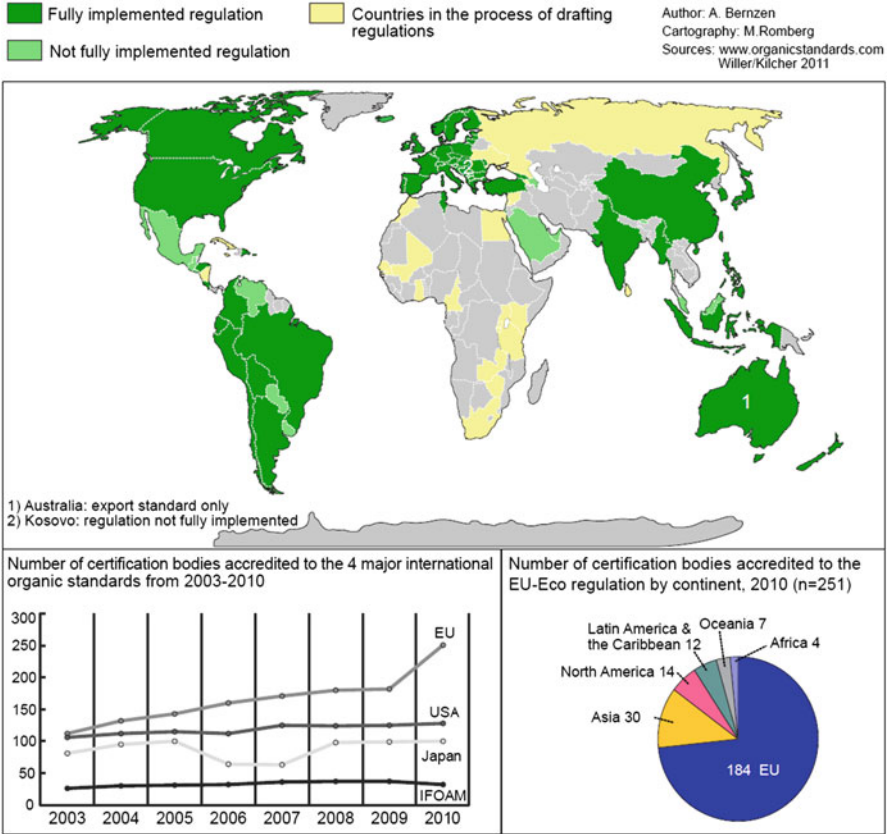 Fully implemented regulation
Not fully implemented regulation
Countries in the process of drafting
regulations
Author: A. Bernzen
Cartography: M.Romberg
Sources: www.organicstandards.com
Willer/Kilcher 2011
1
2
1) Australia: export standard only
2) Kosovo: regulation not fully implemented
Number of certification bodies accredited to the 4 major international
organic standards from 2003-2010
300
250
200
150
100
50
0
EU
USA
Japan
IFOAM
2003 2004 2005 2006 2007 2008 2009 2010
Number of certification bodies accredited to the
EU-Eco regulation by continent, 2010 (n=251)
Oceania 7
Latin America &
the Caribbean 12
Africa 4
North America 14
Asia 30
184 EU